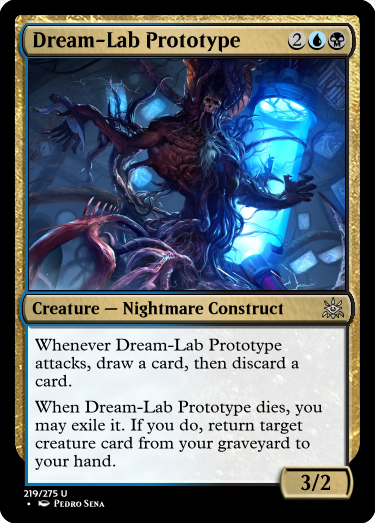 Dream-Lab Prototype 2
Creature — Nightmare Construct
Whenever Dream-Lab Prototype
attacks, draw a card, then discard a
card.
When Dream-Lab Prototype dies, you
may exile it. If you do, return target
creature card from your graveyard to
your hand.
3/2
219/275 U
• Pedro Sena